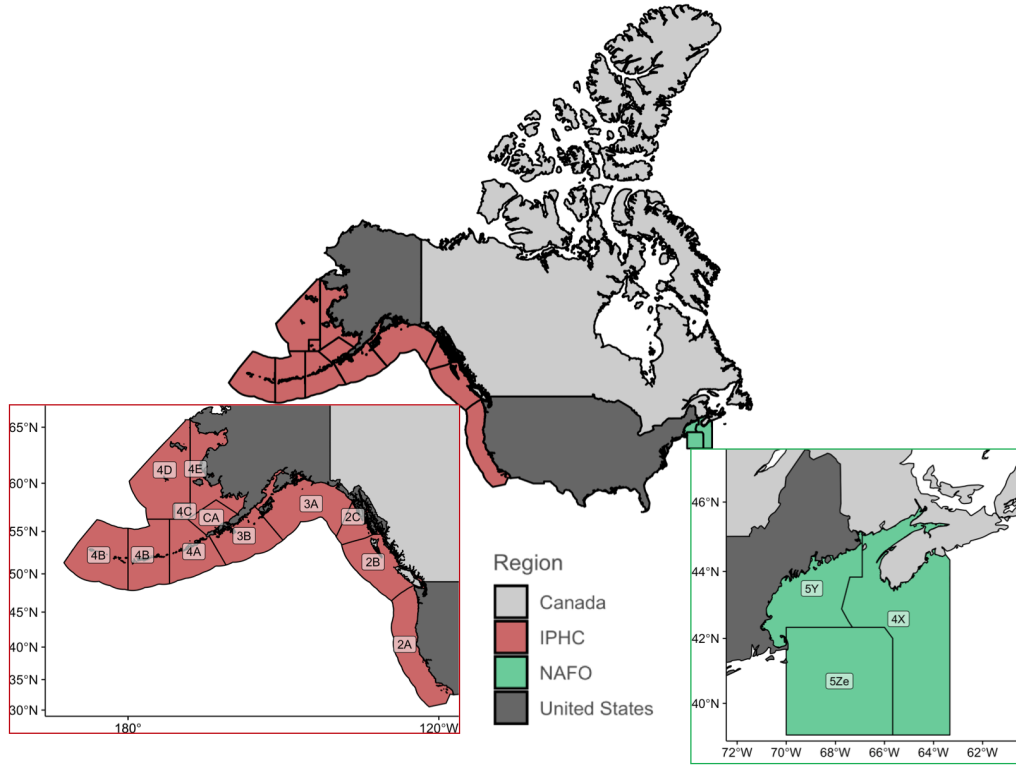 65°N
60°N
55°N
50°N
45°N
40°N
35°N
30°N
180°
120°W
4D
4E
4C
CA
3A
2C
4B
4B
4A
3B
2B
2A
Region
Canada
IPHC
NAFO
United States
46°N
44°N
42°N
40°N
72°W
70°W
68°W
66°W
64°W
62°W
5Y
4X
5Ze